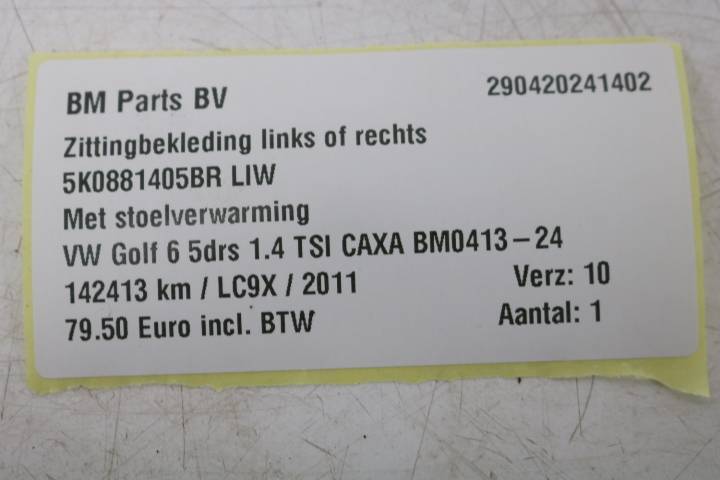 BM Parts BV 290420241402
Zittingbekleding links of rechts
5K0881405BR LIW
Met stoelverwarming
VW Golf 6 5drs 1.4 TSI CAXA BM0413-24
142413 km / LC9X / 2011 Verz: 10
79.50 Euro incl. BTW Aantal: 1